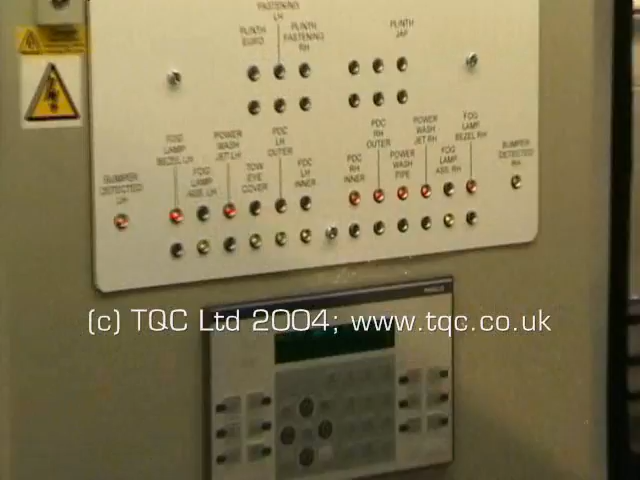 FASTENING
LH
PLINTH
EURO
PLINTH
FASTENING
RH
PLINTH
JAP
FOG
LAMP
BEZEL LH
POWER
WASH
JET LH
PDC
LH
OUTER
PDC
RH
OUTER
POWER
WASH
JET RH
FOG
LAMP
BEZEL RH
BUMPER
DETECTED
LH
FOG
LAMP
ASS. LH
TOW
EYE
COVER
PDC
LH
INNER
PDC
RH
INNER
POWER
WASH
PIPE
FOG
LAMP
ASS. RH
BUMPER
DETECTED
RH
(c) TQC Ltd 2004; www.tqc.co.uk